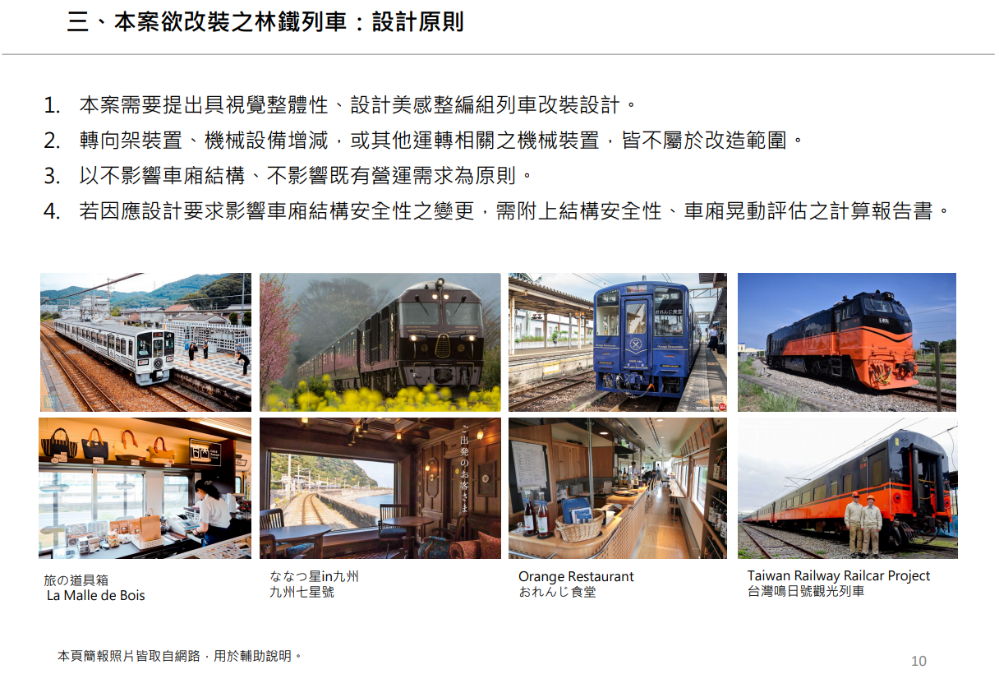 三、本案欲改裝之林鐵列車：設計原則
1. 本案需要提出具視覺整體性、設計美感整編組列車改裝設計。
2. 轉向架裝置、機械設備增減，或其他運轉相關之機械裝置，皆不屬於改造範圍。
3. 以不影響車廂結構、不影響既有營運需求為原則。
4. 若因應設計要求影響車廂結構安全性之變更，需附上結構安全性、車廂晃動評估之計算報告書。
おれんじ食堂
Orange Restaurant
E405
ご出発のお客さま
旅の道具箱
La Malle de Bois
ななつ星in九州
九州七星號
Orange Restaurant
おれんじ食堂
Taiwan Railway Railcar Project
台灣鳴日號觀光列車
本頁簡報照片皆取自網路，用於輔助說明。
10